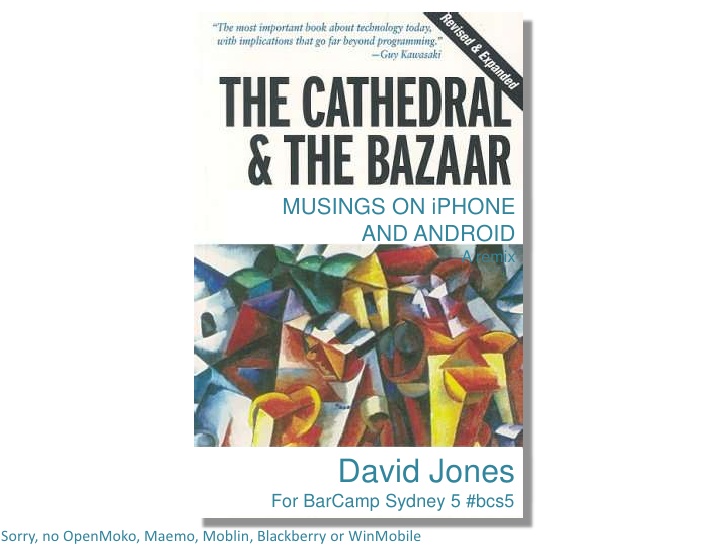 “The most important book about technology today,
with implications that go far beyond programming.”
—Guy Kawasaki
Revised & Expanded
THE CATHEDRAL
& THE BAZAAR
MUSINGS ON iPHONE
AND ANDROID
A remix
David Jones
For BarCamp Sydney 5 #bcs5
Sorry, no OpenMoko, Maemo, Moblin, Blackberry or WinMobile